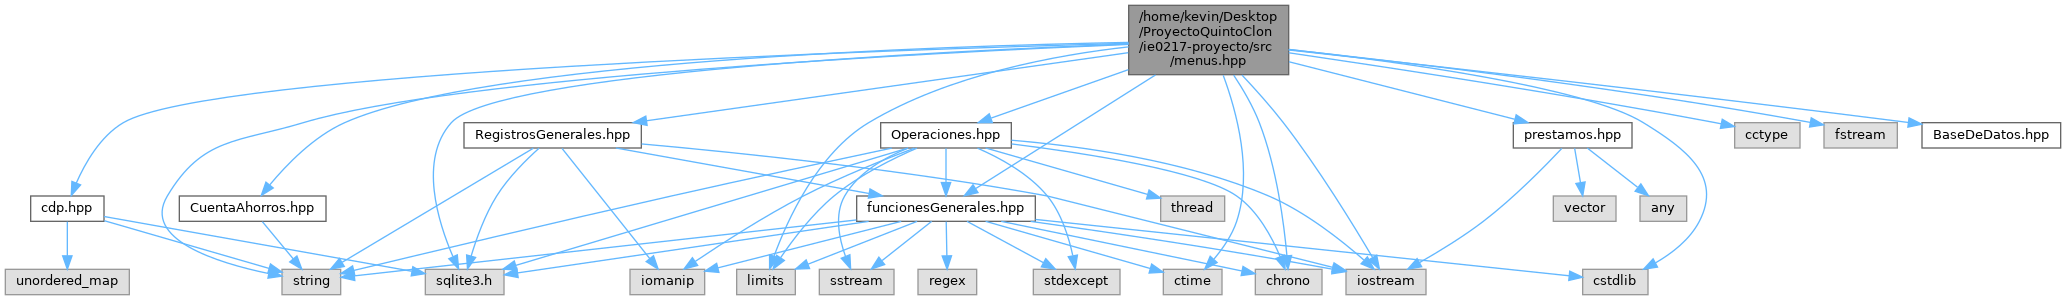 /home/kevin/Desktop
/ProyectoQuintoClon
/ie0217-proyecto/src
/menus.hpp
RegistrosGenerales.hpp
Operaciones.hpp
prestamos.hpp
cctype
fstream
BaseDeDatos.hpp
cdp.hpp
CuentaAhorros.hpp
funcionesGenerales.hpp
thread
vector
any
unordered_map
string
sqlite3.h
iomanip
limits
sstream
regex
stdexcept
ctime
chrono
iostream
cstdlib